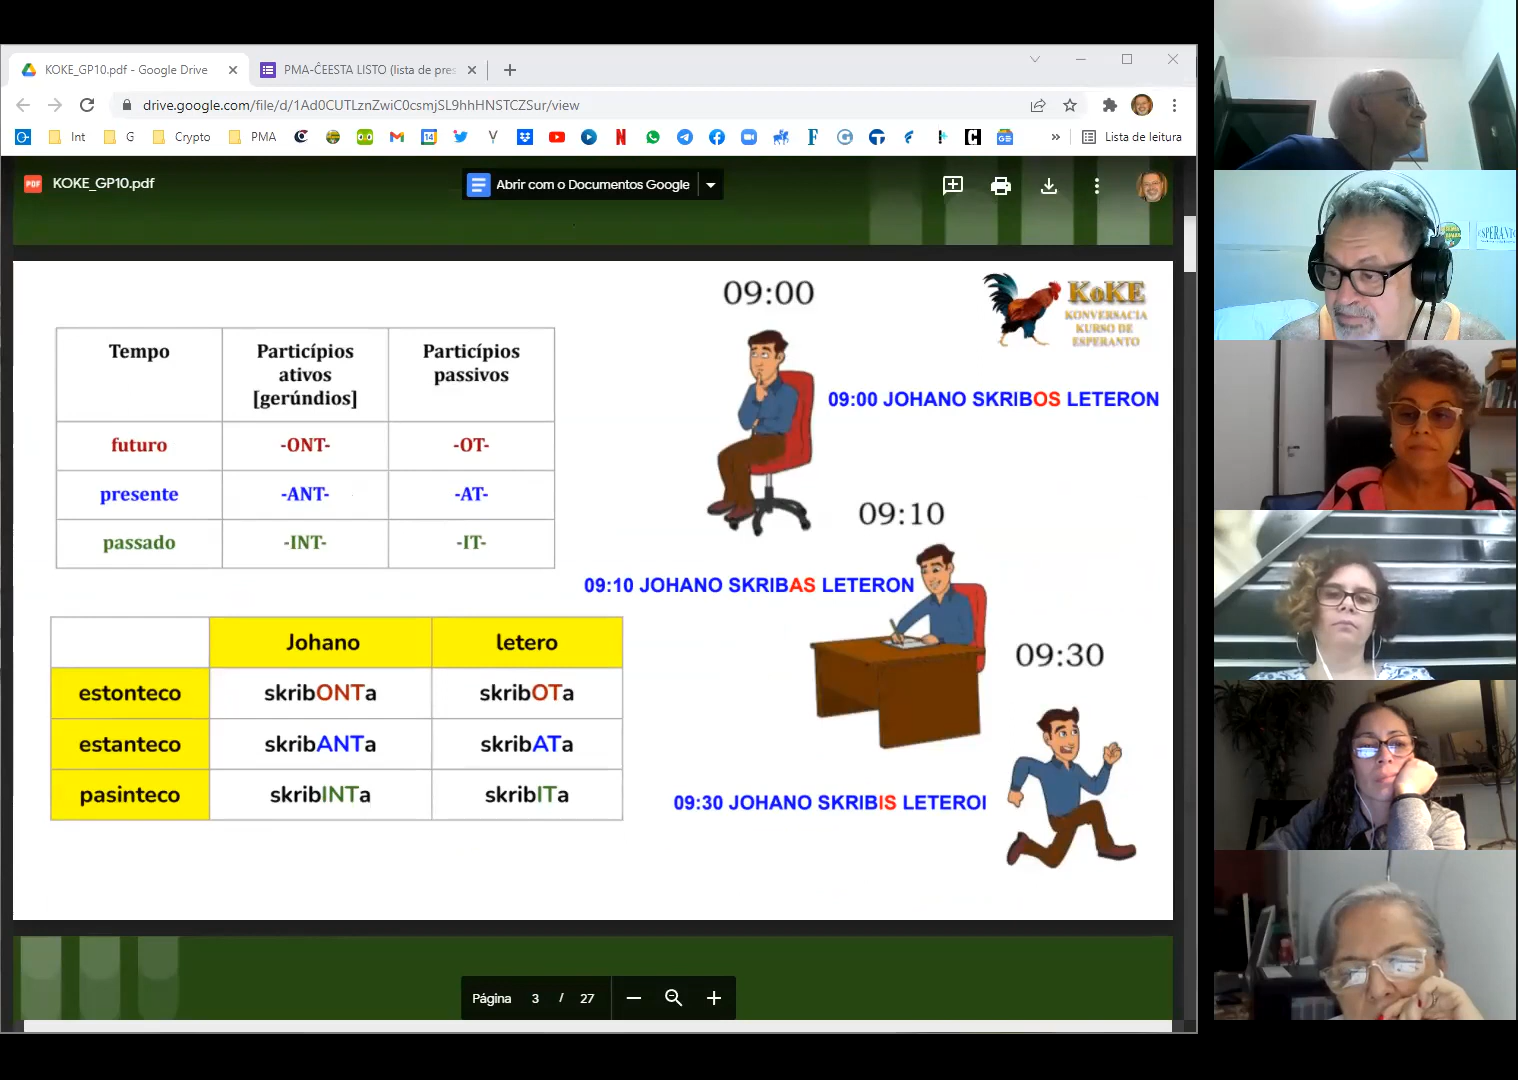 KOKE_GP10.pdf - Google Drive
PMA-ĈEESTA LISTO (lista de pres
drive.google.com/file/d/1Ad0CUTLznZwiC0csmjSL9hhHNSTCZSur/view
Int
G
Crypto
PMA
Lista de leitura
PDF
KOKE_GP10.pdf
Abrir com o Documentos Google
09:00
KoKE
KONVERSACIA
KURSO DE
ESPERANTO
Tempo Particípios ativos [gerúndios] Particípios passivos
futuro -ONT- -OT-
presente -ANT- -AT-
passado -INT- -IT-
09:00 JOHANO SKRIBOS LETERON
09:10
09:10 JOHANO SKRIBAS LETERON
09:30
Johano letero
estonteco skribONTa skribOTa
estanteco skribANTa skribATa
pasinteco skribINTa skribITa
09:30 JOHANO SKRIBIS LETEROI
Página 3 / 27